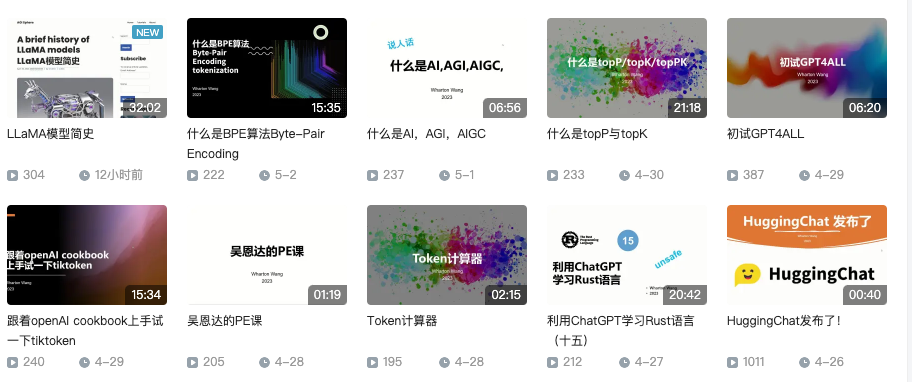 AGI Sphere
NEW
A brief history of
LLaMA models
LLaMA模型简史
Subscribe
32:02
什么是BPE算法
Byte-Pair
Encoding
tokenization
Wharton Wang
2023
15:35
说人话
什么是AI,AGI,AIGC,
Wharton Wang
2023
06:56
什么是topP/topK/topPK
Wharton Wang
2023
21:18
初试GPT4ALL
Wharton Wang
2023
06:20
LLaMA模型简史
什么是BPE算法Byte-Pair
Encoding
什么是AI，AGI，AIGC
什么是topP与topK
初试GPT4ALL
304 12小时前
222 5-2
237 5-1
233 4-30
387 4-29
跟着openAI cookbook
上手试一下tiktoken
Wharton Wang
2023
15:34
吴恩达的PE课
Wharton Wang
2023
01:19
Token计算器
Wharton Wang
2023
02:15
The Rust
Programming
Language
15
unsafe
利用ChatGPT
学习Rust语言
Wharton Wang
2023
20:42
HuggingChat 发布了
Wharton Wang
2023
HuggingChat
00:40
跟着openAI cookbook上手试
一下tiktoken
吴恩达的PE课
Token计算器
利用ChatGPT学习Rust语言
（十五）
HuggingChat发布了！
240 4-29
205 4-28
195 4-28
212 4-27
1011 4-26